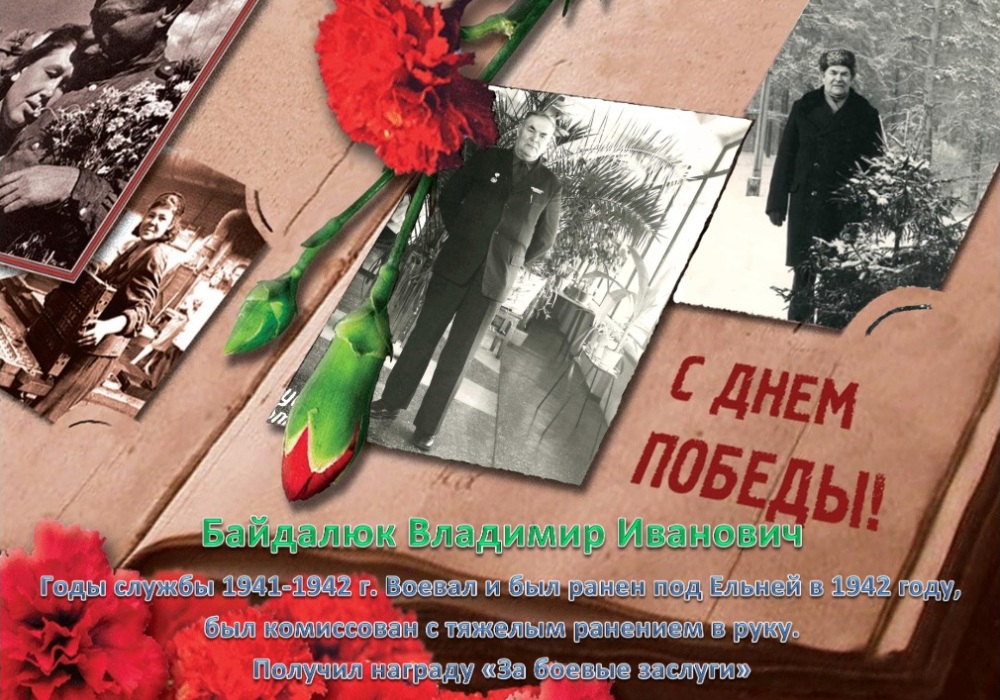 С ДНЕМ
ПОБЕДЫ!
Байдалюк Владимир Иванович
Годы службы 1941-1942 г. Воевал и был ранен под Ельней в 1942 году,
был комиссован с тяжелым ранением в руку.
Получил награду «За боевые заслуги»